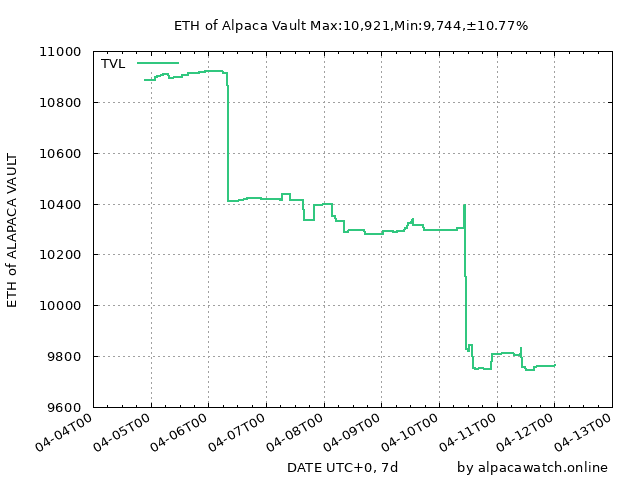 ETH of Alpaca Vault Max:10,921,Min:9,744,±10.77%
TVL
11000
10800
10600
10400
10200
10000
9800
9600
ETH of ALAPACA VAULT
04-04T00
04-05T00
04-06T00
04-07T00
04-08T00
04-09T00
04-10T00
04-11T00
04-12T00
04-13T00
DATE UTC+0, 7d
by alpacawatch.online